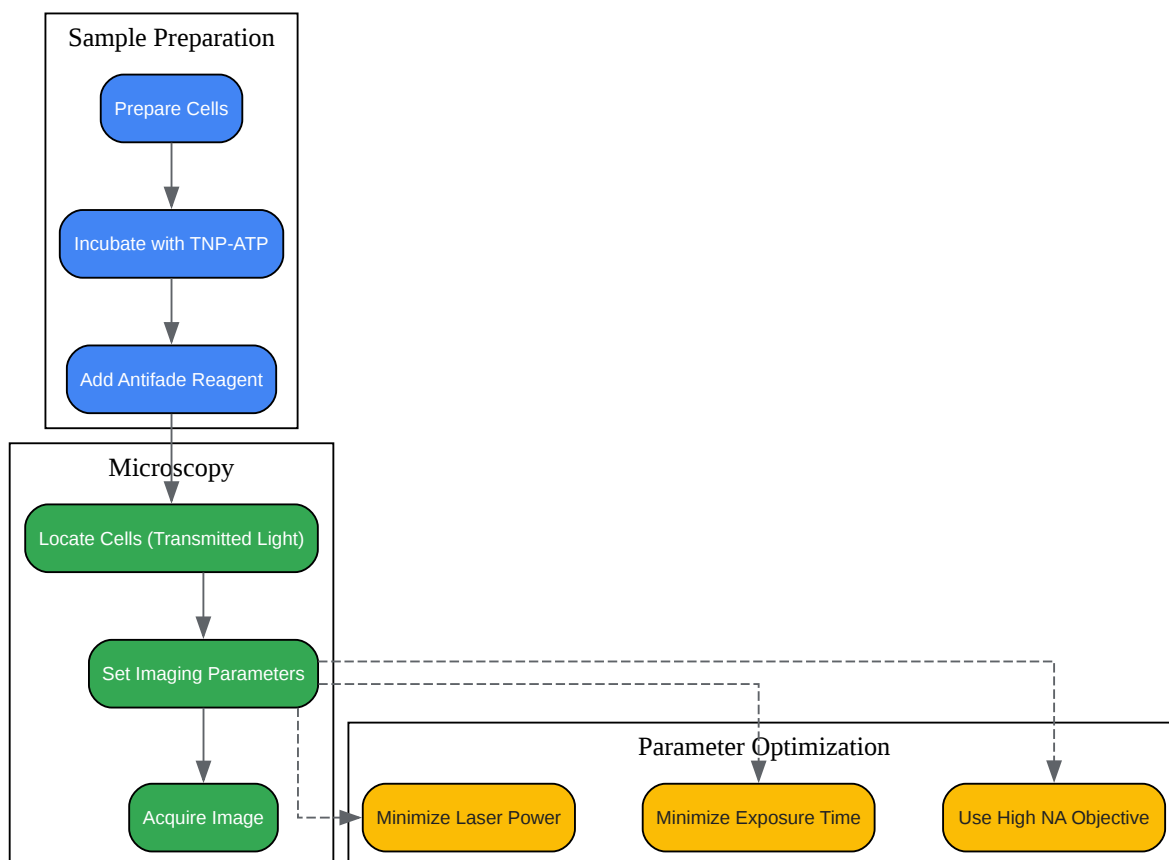 Sample Preparation
Prepare Cells
Incubate with TNP-ATP
Add Antifade Reagent
Microscopy
Locate Cells (Transmitted Light)
Set Imaging Parameters
Acquire Image
Parameter Optimization
Minimize Laser Power
Minimize Exposure Time
Use High NA Objective